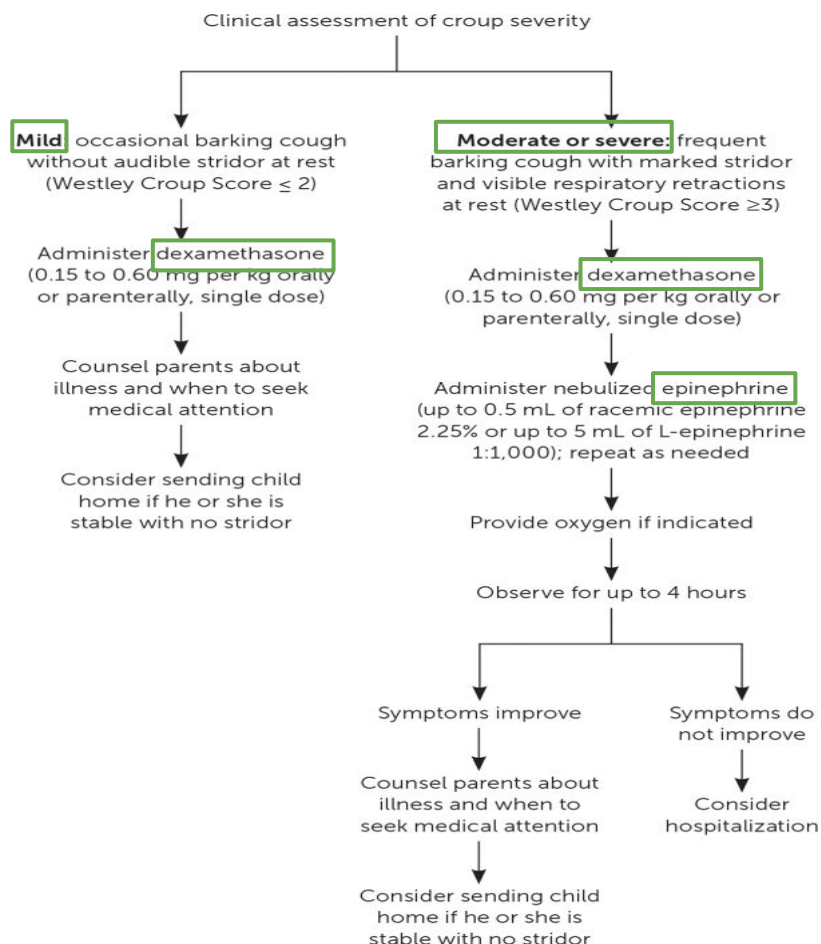 Clinical assessment of croup severity
Mild: occasional barking cough
without audible stridor at rest
(Westley Croup Score ≤ 2)
Administer dexamethasone
(0.15 to 0.60 mg per kg orally
or parenterally, single dose)
Counsel parents about
illness and when to seek
medical attention
Consider sending child
home if he or she is
stable with no stridor
Moderate or severe: frequent
barking cough with marked stridor
and visible respiratory retractions
at rest (Westley Croup Score ≥3)
Administer dexamethasone
(0.15 to 0.60 mg per kg orally or
parenterally, single dose)
Administer nebulized epinephrine
(up to 0.5 mL of racemic epinephrine
2.25% or up to 5 mL of L-epinephrine
1:1,000); repeat as needed
Provide oxygen if indicated
Observe for up to 4 hours
Symptoms improve
Counsel parents about
illness and when to
seek medical attention
Consider sending child
home if he or she is
stable with no stridor
Symptoms do
not improve
Consider
hospitalization